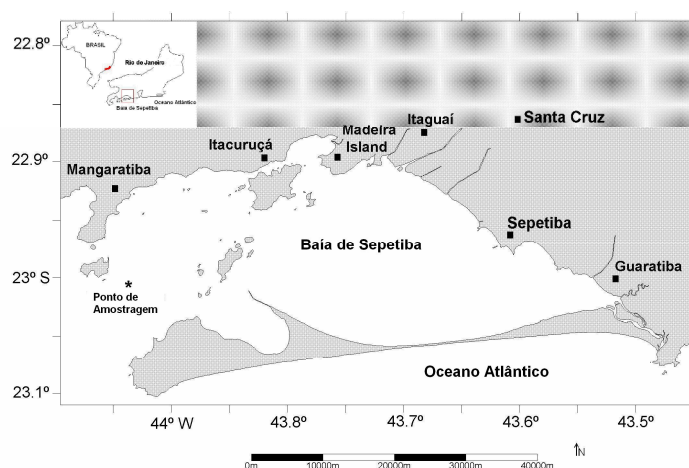 22.8º
BRASIL
Rio de Janeiro
Oceano Atlântico
Baía de Sepetiba
Itaguaí
Santa Cruz
Madeira
Island
Itacuruçá
22.9º
Mangaratiba
Sepetiba
Baía de Sepetiba
Guaratiba
23º S
*
Ponto de
Amostragem
Oceano Atlântico
23.1º
44º W
43.8º
43.7º
43.6º
43.5º
N
0m
10000m
20000m
30000m
40000m